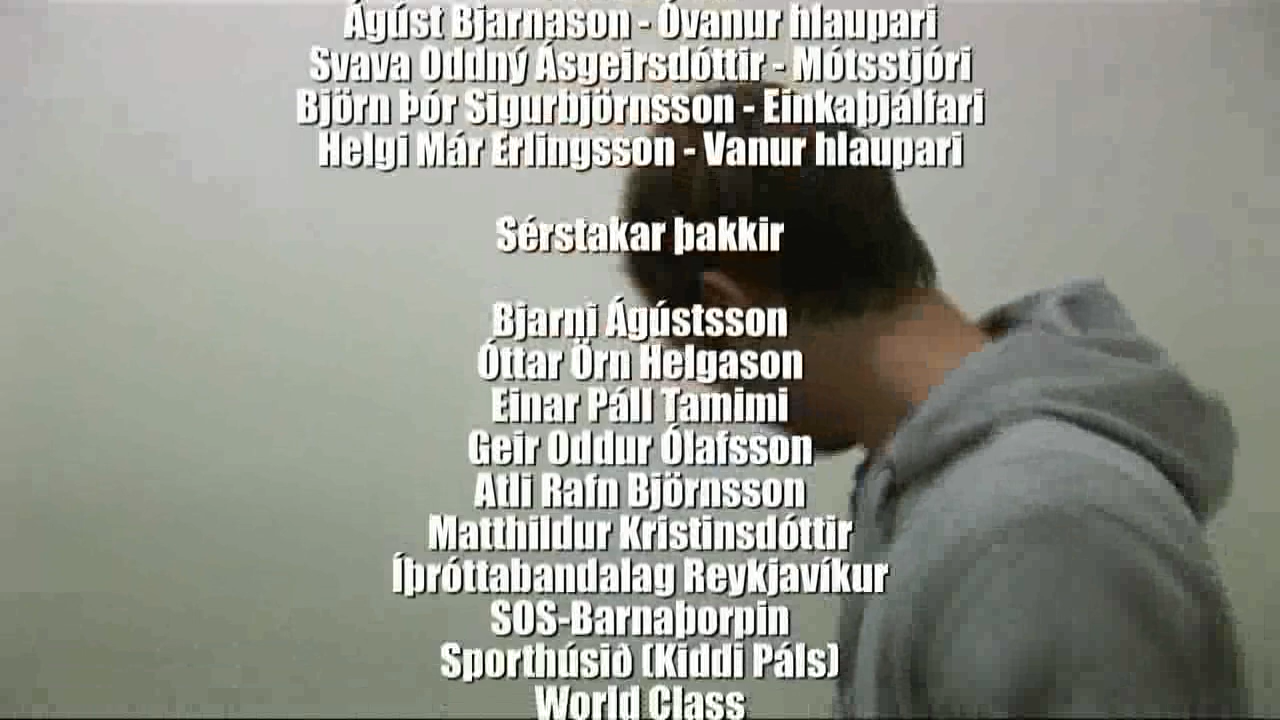 Ágúst Bjarnason - Óvanur hlaupari
Svava Oddný Ásgeirsdóttir - Mótsstjóri
Björn Þór Sigurbjörnsson - Einkaþjálfari
Helgi Már Erlingsson - Vanur hlaupari
Sérstakar þakkir
Bjarni Ágústsson
Óttar Örn Helgason
Einar Páll Tamimi
Geir Oddur Ólafsson
Atli Rafn Björnsson
Matthildur Kristinsdóttir
Íþróttabandalag Reykjavíkur
SOS-Barnaþorpin
Sporthúsið (Kiddi Páls)
World Class